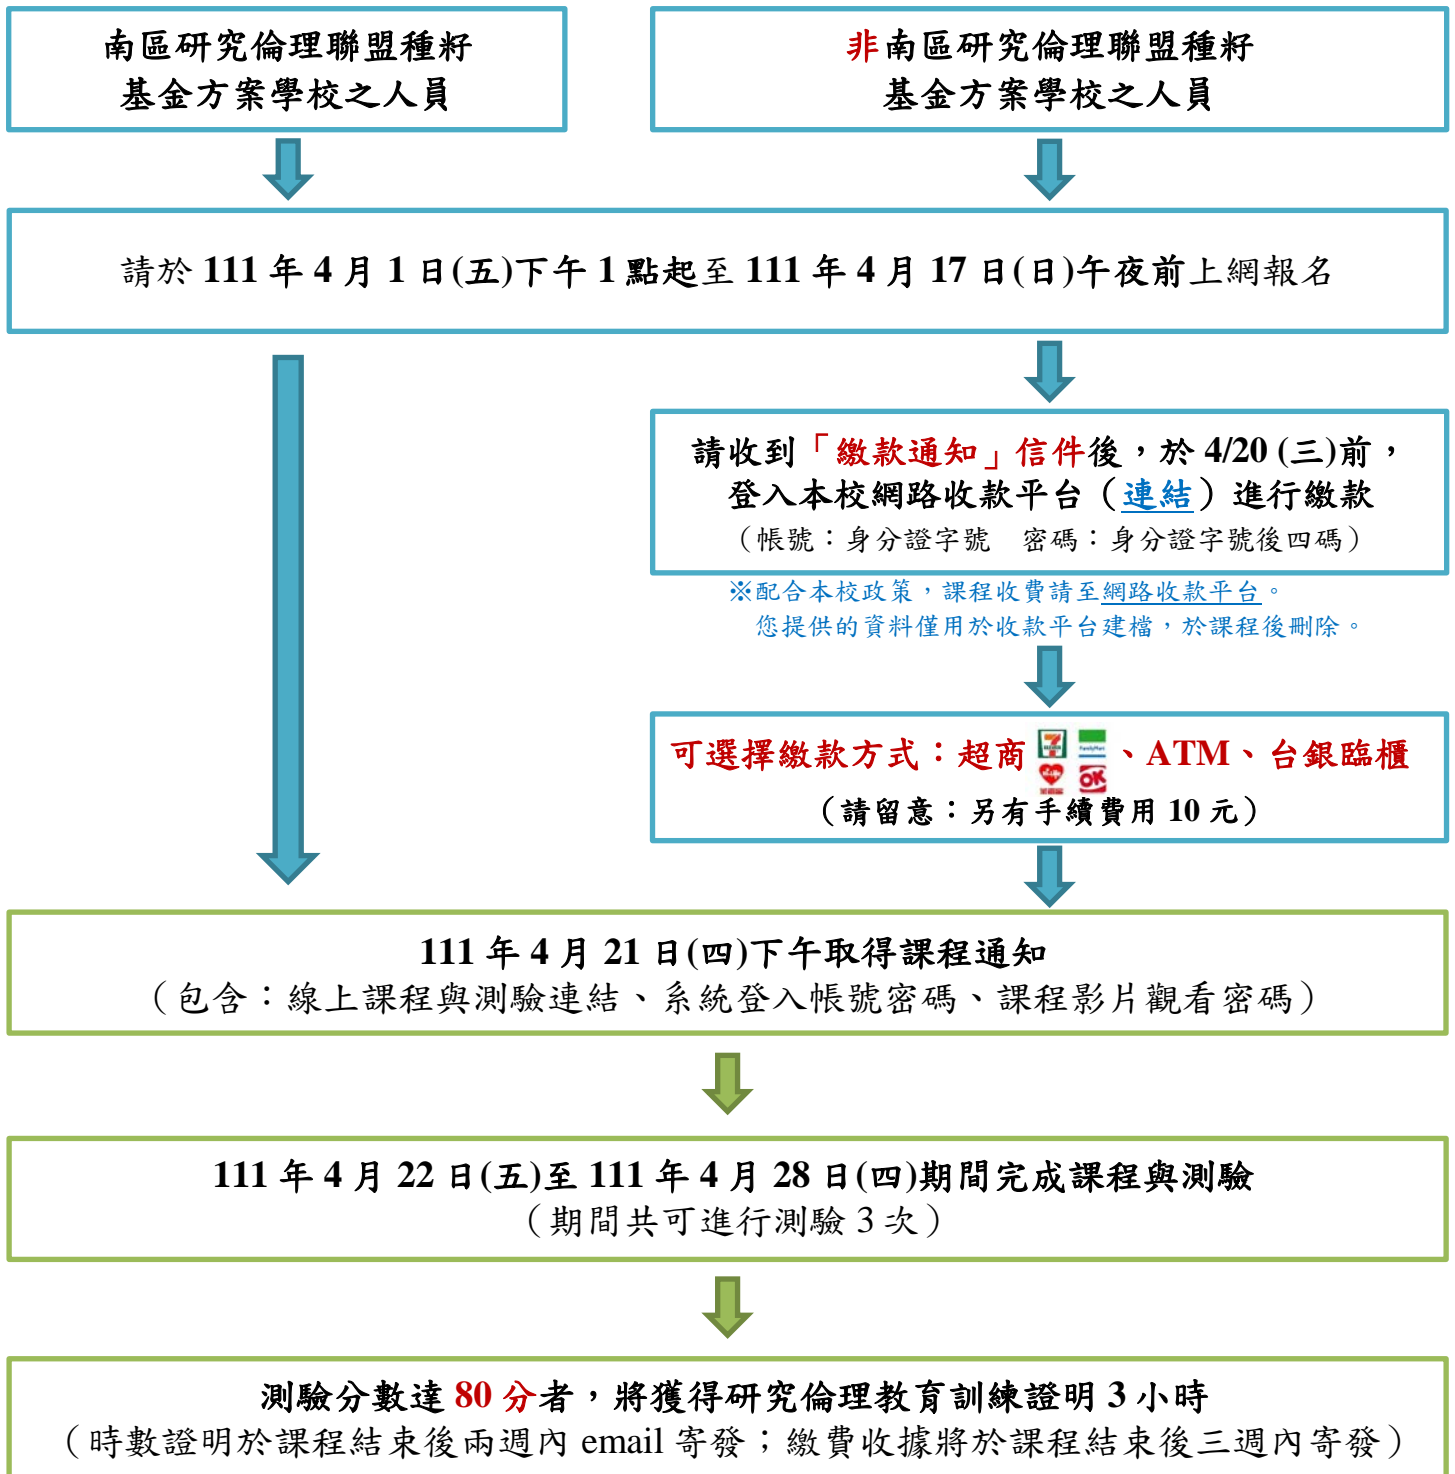 南區研究倫理聯盟種籽
基金方案學校之人員
非南區研究倫理聯盟種籽
基金方案學校之人員
請於 111 年 4 月 1 日(五)下午 1 點起至 111 年 4 月 17 日(日)午夜前上網報名
請收到「繳款通知」信件後，於 4/20 (三)前，
登入本校網路收款平台（連結）進行繳款
（帳號：身分證字號　密碼：身分證字號後四碼）
※配合本校政策，課程收費請至網路收款平台。
您提供的資料僅用於收款平台建檔，於課程後刪除。
可選擇繳款方式：超商 7 ELEVEN FamilyMart Hi-Life OK 、ATM、台銀臨櫃
（請留意：另有手續費用 10 元）
111 年 4 月 21 日(四)下午取得課程通知
（包含：線上課程與測驗連結、系統登入帳號密碼、課程影片觀看密碼）
111 年 4 月 22 日(五)至 111 年 4 月 28 日(四)期間完成課程與測驗
（期間共可進行測驗 3 次）
測驗分數達 80 分者，將獲得研究倫理教育訓練證明 3 小時
（時數證明於課程結束後兩週內 email 寄發；繳費收據將於課程結束後三週內寄發）